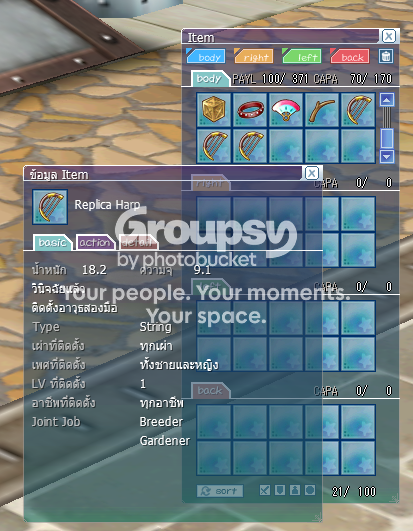 Item
body right left back
body PAYL 100/ 871 CAPA 70/ 170
ข้อมูล Item
right CAPA 0/ 0
Replica Harp
Groupsy
basic action detail
by photobucket
น้ำหนัก 18.2 ความจุ 9.1
วินิจฉัยแล้ว
left
Your people. Your moments.
ติดตั้งอาวุธสองมือ
CAPA 0/ 0
Your space.
Type String
เผ่าที่ติดตั้ง ทุกเผ่า
เพศที่ติดตั้ง ทั้งชายและหญิง
LV ที่ติดตั้ง 1
back CAPA 0/ 0
อาชีพที่ติดตั้ง ทุกอาชีพ
Joint Job Breeder
Gardener
sort 21/ 100